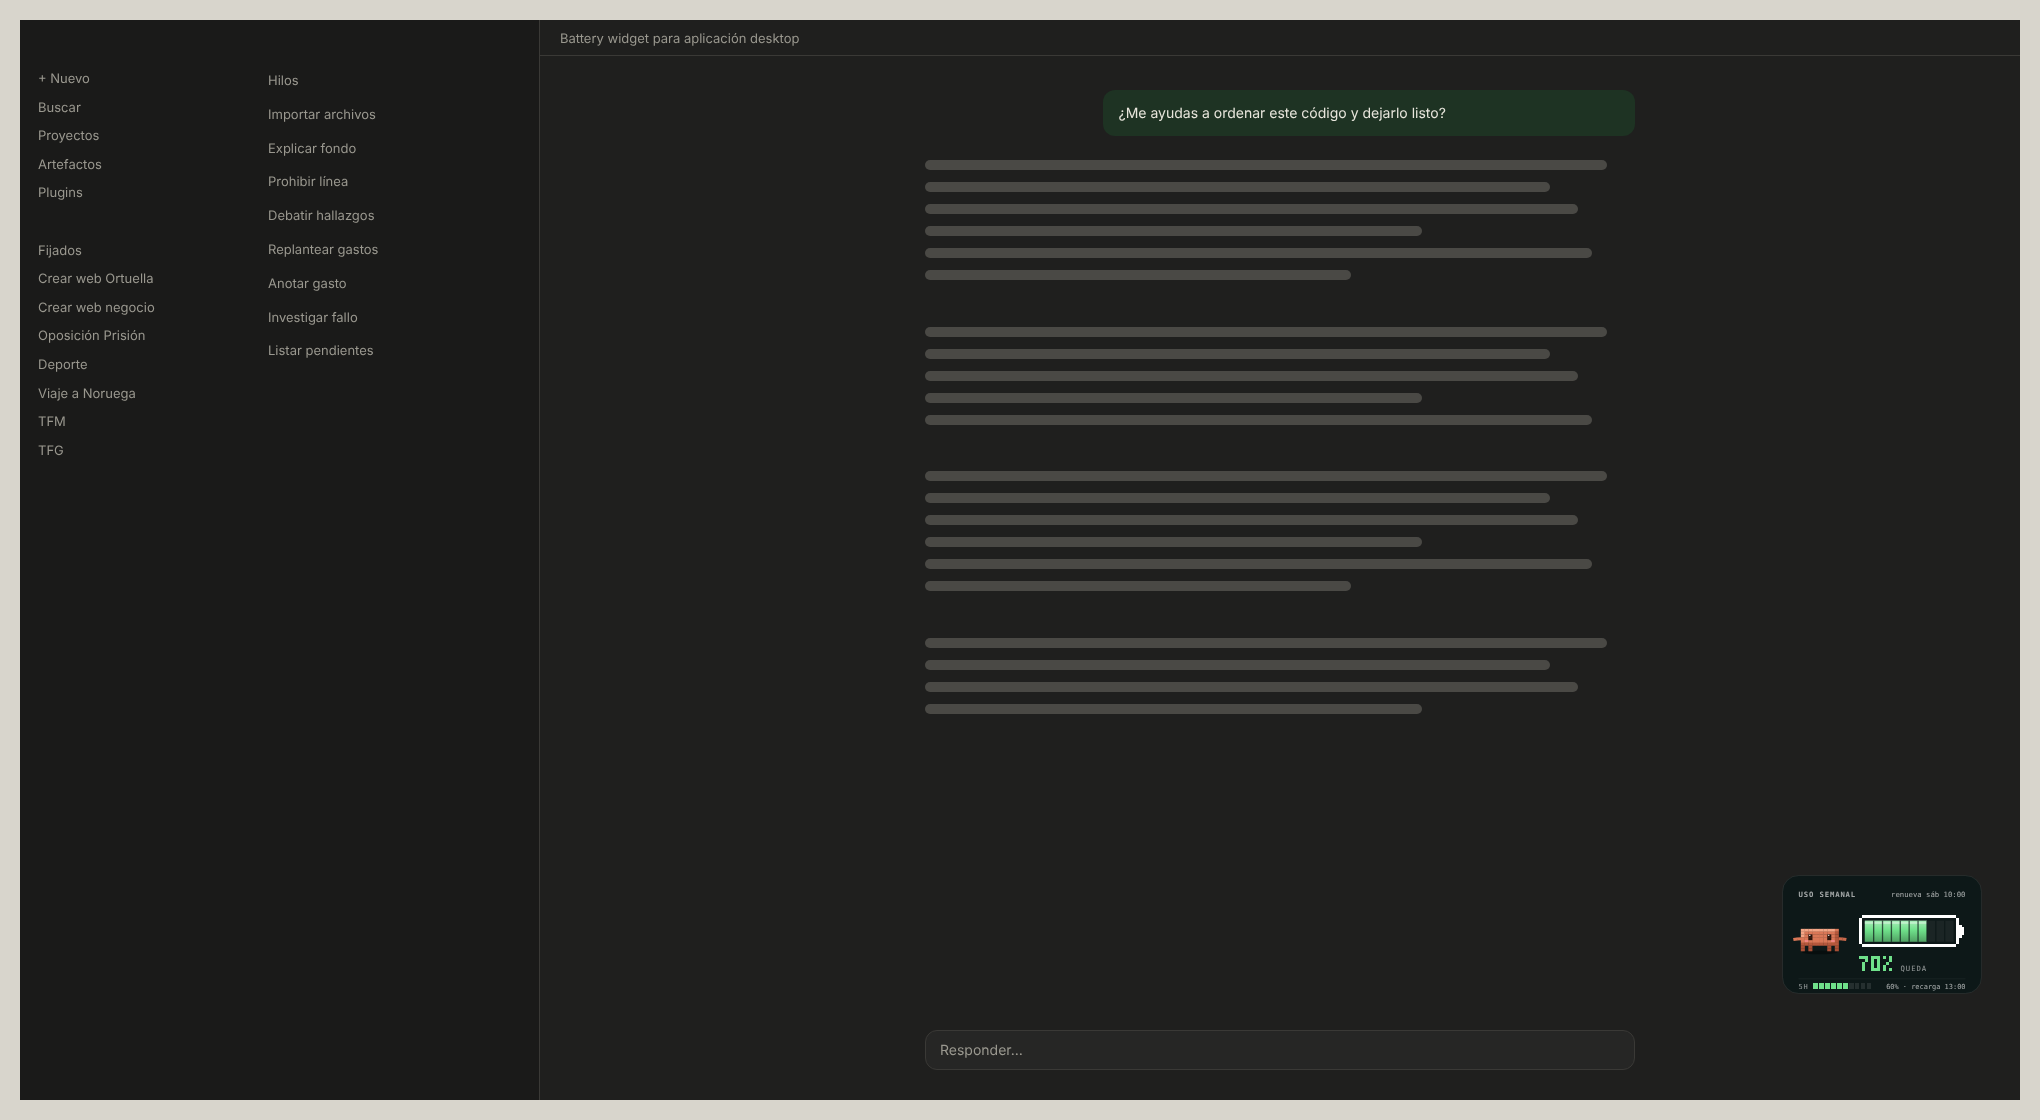 + Nuevo
Buscar
Proyectos
Artefactos
Plugins
Fijados
Crear web Ortuella
Crear web negocio
Oposición Prisión
Deporte
Viaje a Noruega
TFM
TFG
Hilos
Importar archivos
Explicar fondo
Prohibir línea
Debatir hallazgos
Replantear gastos
Anotar gasto
Investigar fallo
Listar pendientes
Battery widget para aplicación desktop
¿Me ayudas a ordenar este código y dejarlo listo?
USO SEMANAL renueva sáb 10:00
70% QUEDA
5H 60% · recarga 13:00
Responder...